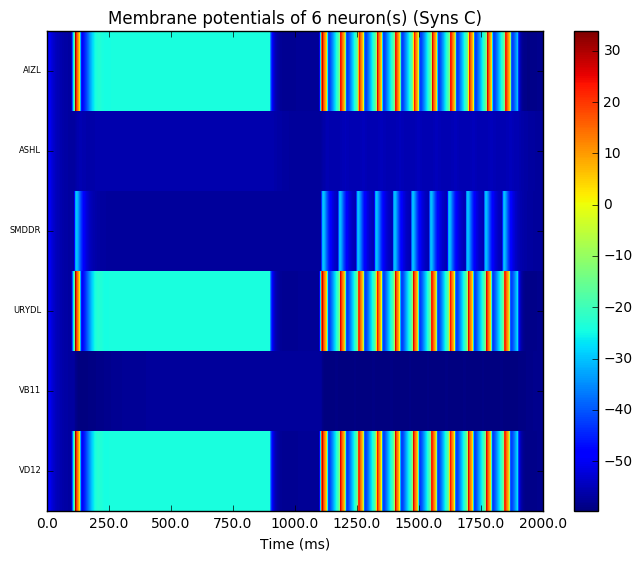 Membrane potentials of 6 neuron(s) (Syns C)
AIZL
ASHL
SMDDR
URYDL
VB11
VD12
0.0 250.0 500.0 750.0 1000.0 1250.0 1500.0 1750.0 2000.0
Time (ms)
30
20
10
0
−10
−20
−30
−40
−50